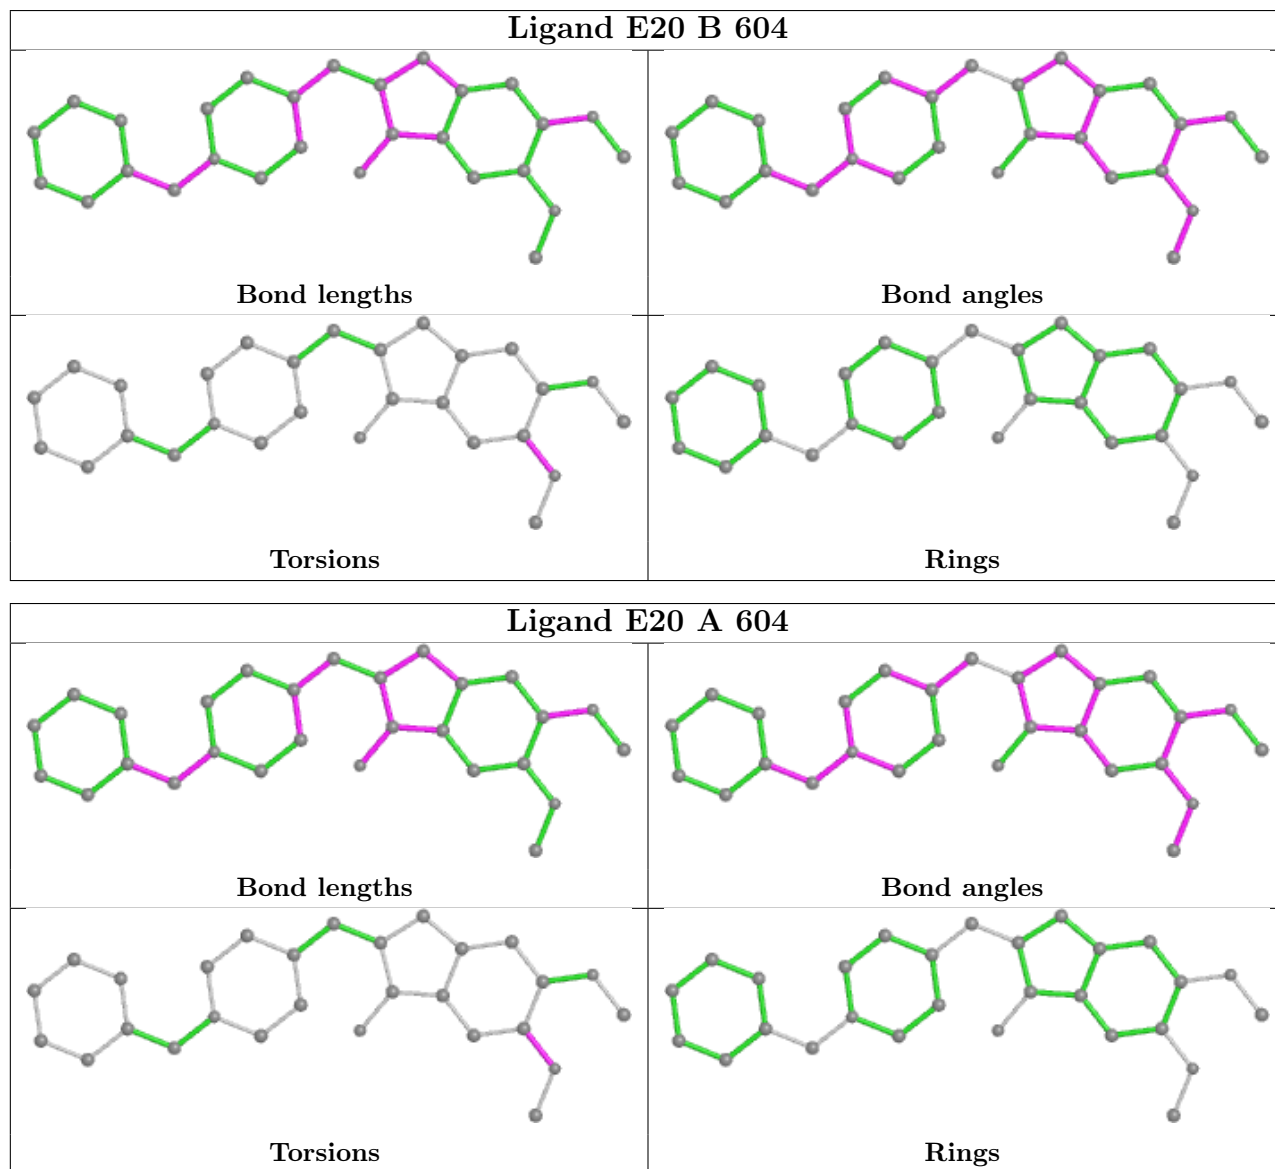 Ligand E20 B 604
Bond lengths
Bond angles
Torsions
Rings
Ligand E20 A 604
Bond lengths
Bond angles
Torsions
Rings